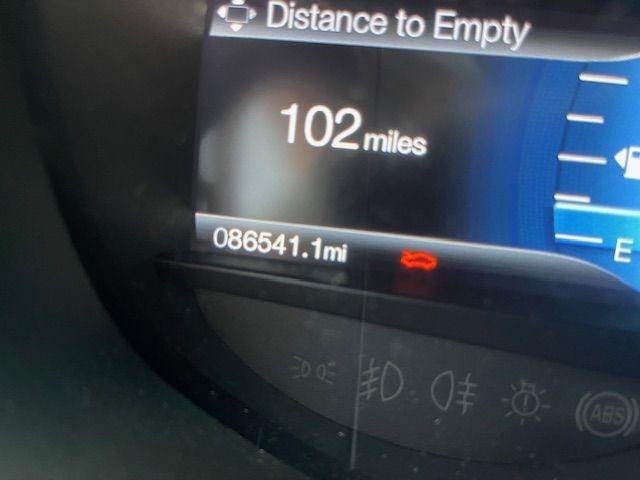 Distance to Empty
102 miles
086541.1mi
E
ABS